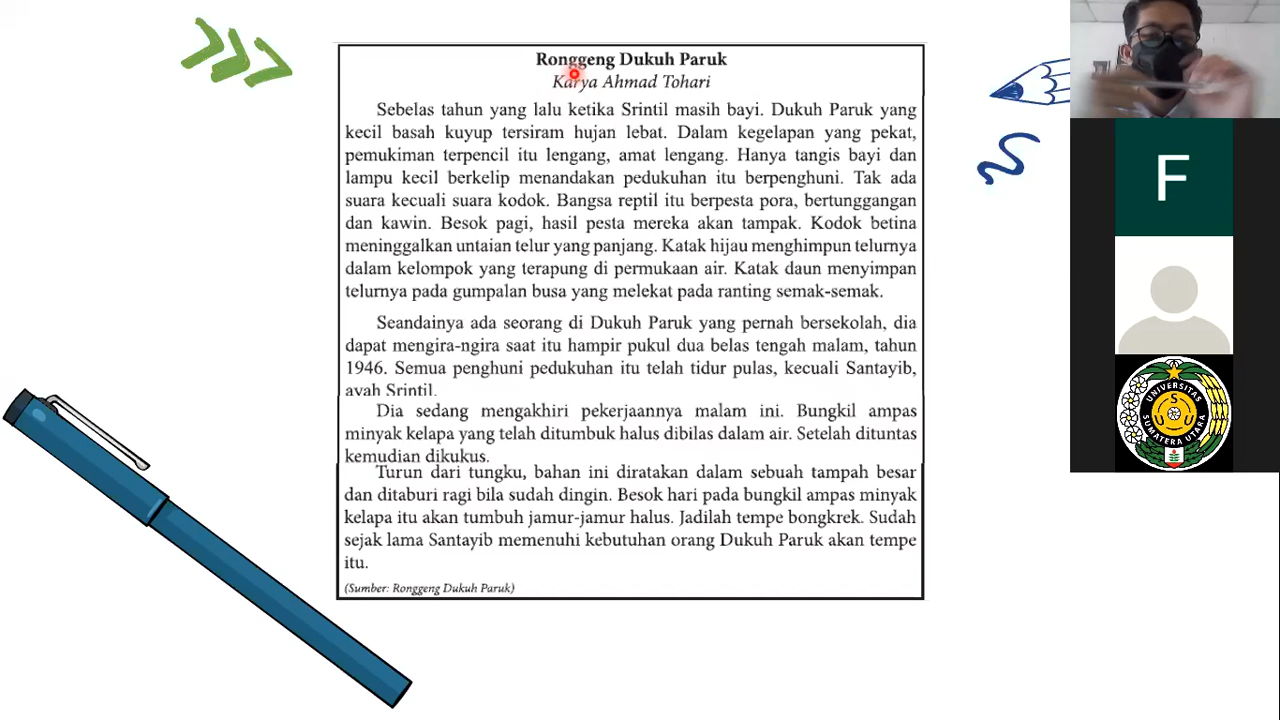 Ronggeng Dukuh Paruk
Karya Ahmad Tohari
Sebelas tahun yang lalu ketika Srintil masih bayi. Dukuh Paruk yang
kecil basah kuyup tersiram hujan lebat. Dalam kegelapan yang pekat,
pemukiman terpencil itu lengang, amat lengang. Hanya tangis bayi dan
lampu kecil berkelip menandakan pedukuhan itu berpenghuni. Tak ada
suara kecuali suara kodok. Bangsa reptil itu berpesta pora, bertunggangan
dan kawin. Besok pagi, hasil pesta mereka akan tampak. Kodok betina
meninggalkan untaian telur yang panjang. Katak hijau menghimpun telurnya
dalam kelompok yang terapung di permukaan air. Katak daun menyimpan
telurnya pada gumpalan busa yang melekat pada ranting semak-semak.
Seandainya ada seorang di Dukuh Paruk yang pernah bersekolah, dia
dapat mengira-ngira saat itu hampir pukul dua belas tengah malam, tahun
1946. Semua penghuni pedukuhan itu telah tidur pulas, kecuali Santayib,
ayah Srintil.
Dia sedang mengakhiri pekerjaannya malam ini. Bungkil ampas
minyak kelapa yang telah ditumbuk halus dibilas dalam air. Setelah dituntas
kemudian dikukus.
Turun dari tungku, bahan ini diratakan dalam sebuah tampah besar
dan ditaburi ragi bila sudah dingin. Besok hari pada bungkil ampas minyak
kelapa itu akan tumbuh jamur-jamur halus. Jadilah tempe bongkrek. Sudah
sejak lama Santayib memenuhi kebutuhan orang Dukuh Paruk akan tempe
itu.
(Sumber: Ronggeng Dukuh Paruk)
F
UNIVERSITAS
SUMATERA UTARA